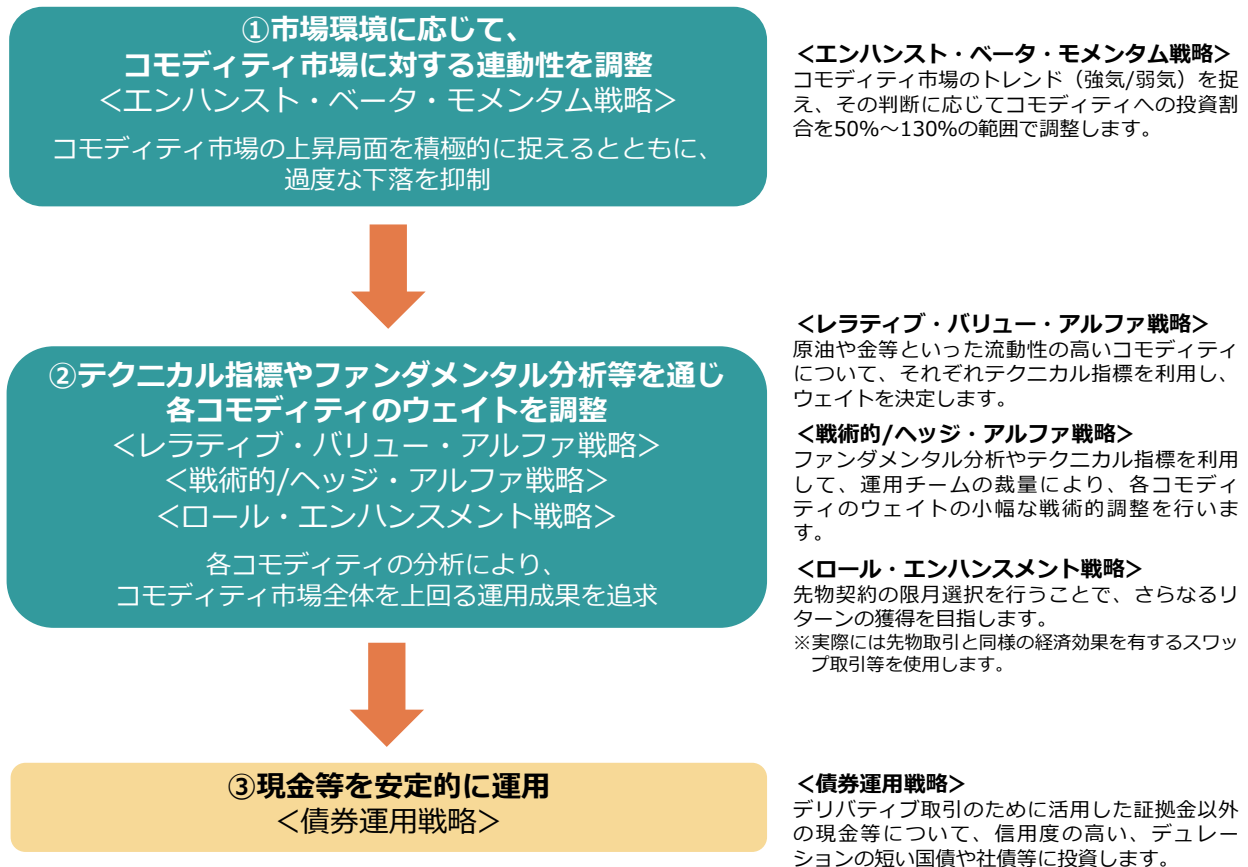 ①市場環境に応じて、
コモディティ市場に対する連動性を調整
<エンハンスト・ベータ・モメンタム戦略>
コモディティ市場の上昇局面を積極的に捉えるとともに、
過度な下落を抑制
<エンハンスト・ベータ・モメンタム戦略>
コモディティ市場のトレンド（強気/弱気）を捉
え、その判断に応じてコモディティへの投資割
合を50%～130%の範囲で調整します。
②テクニカル指標やファンダメンタル分析等を通じ
各コモディティのウェイトを調整
<レラティブ・バリュー・アルファ戦略>
<戦術的/ヘッジ・アルファ戦略>
<ロール・エンハンスメント戦略>
各コモディティの分析により、
コモディティ市場全体を上回る運用成果を追求
<レラティブ・バリュー・アルファ戦略>
原油や金等といった流動性の高いコモディティ
について、それぞれテクニカル指標を利用し、
ウェイトを決定します。
<戦術的/ヘッジ・アルファ戦略>
ファンダメンタル分析やテクニカル指標を利用
して、運用チームの裁量により、各コモディ
ティのウェイトの小幅な戦術的調整を行いま
す。
<ロール・エンハンスメント戦略>
先物契約の限月選択を行うことで、さらなるリ
ターンの獲得を目指します。
※実際には先物取引と同様の経済効果を有するスワッ
プ取引等を使用します。
③現金等を安定的に運用
<債券運用戦略>
<債券運用戦略>
デリバティブ取引のために活用した証拠金以外
の現金等について、信用度の高い、デュレー
ションの短い国債や社債等に投資します。